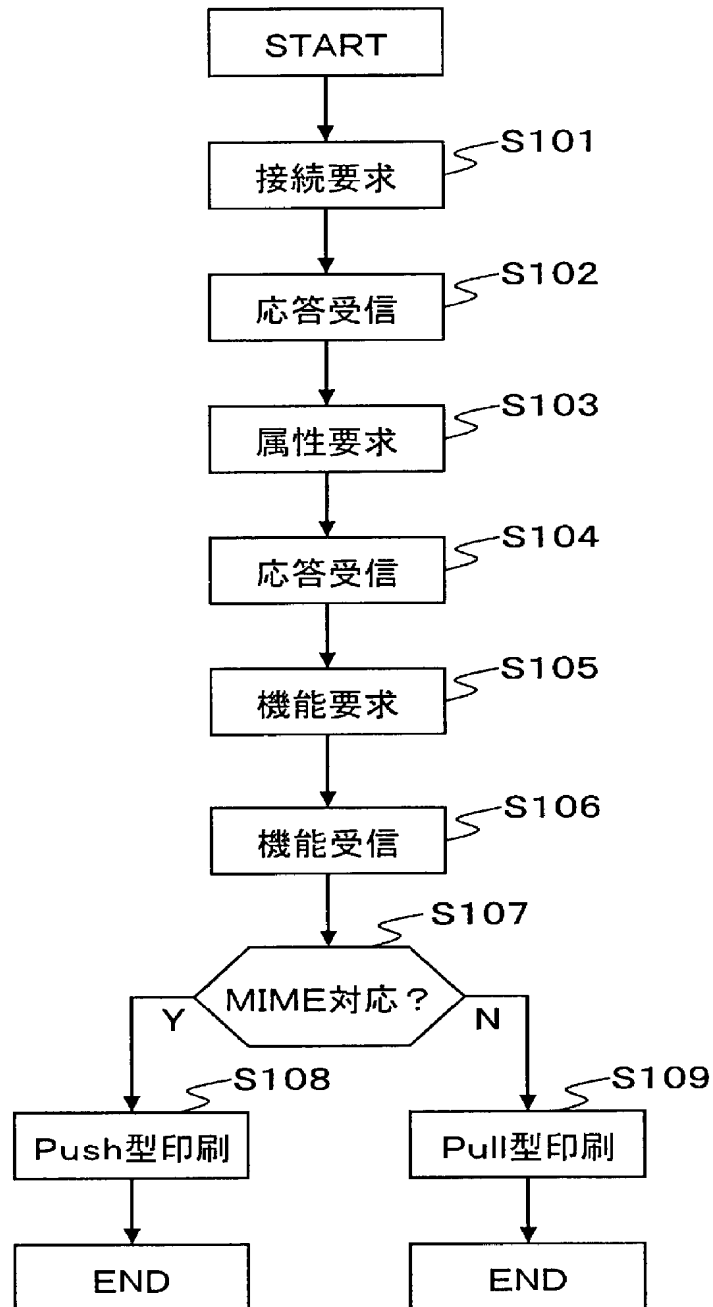 START
S101
接続要求
S102
応答受信
S103
属性要求
S104
応答受信
S105
機能要求
S106
機能受信
S107
MIME対応？
Y
N
S108
S109
Push型印刷
Pull型印刷
END
END